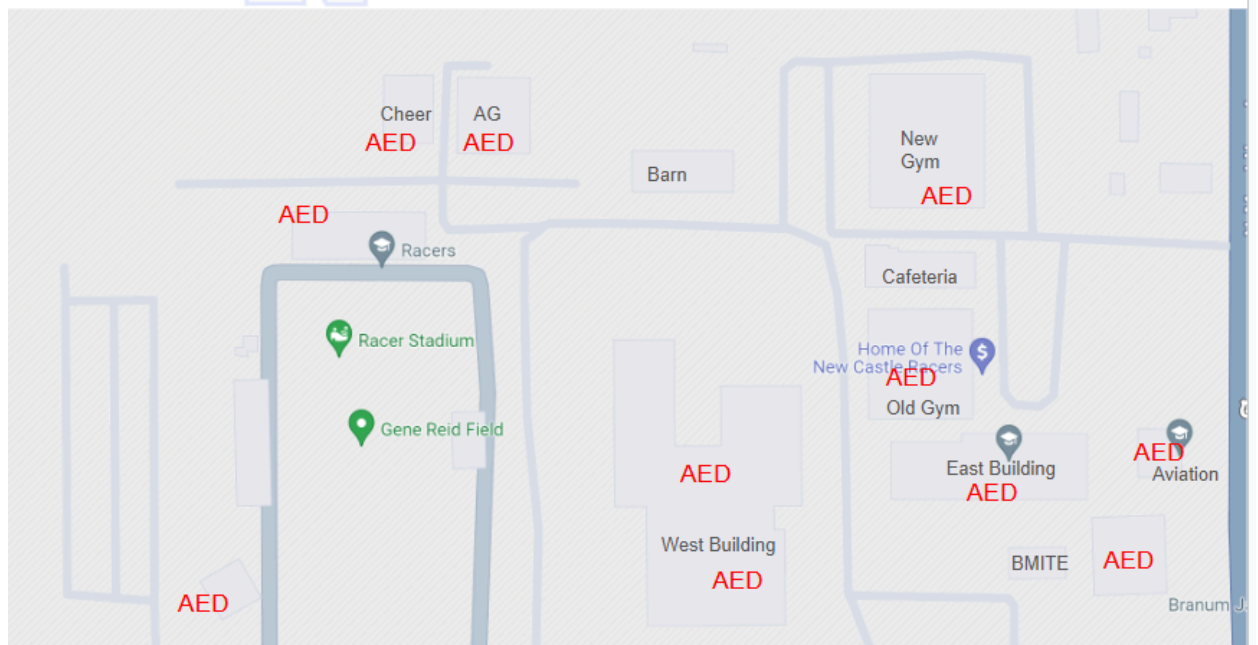 Cheer
AG
AED
AED
New
Gym
Barn
AED
AED
Racers
Cafeteria
Racer Stadium
Home Of The
New Castle Racers
AED
Old Gym
Gene Reid Field
AED
Aviation
East Building
AED
AED
West Building
BMITE
AED
AED
AED
Branum J